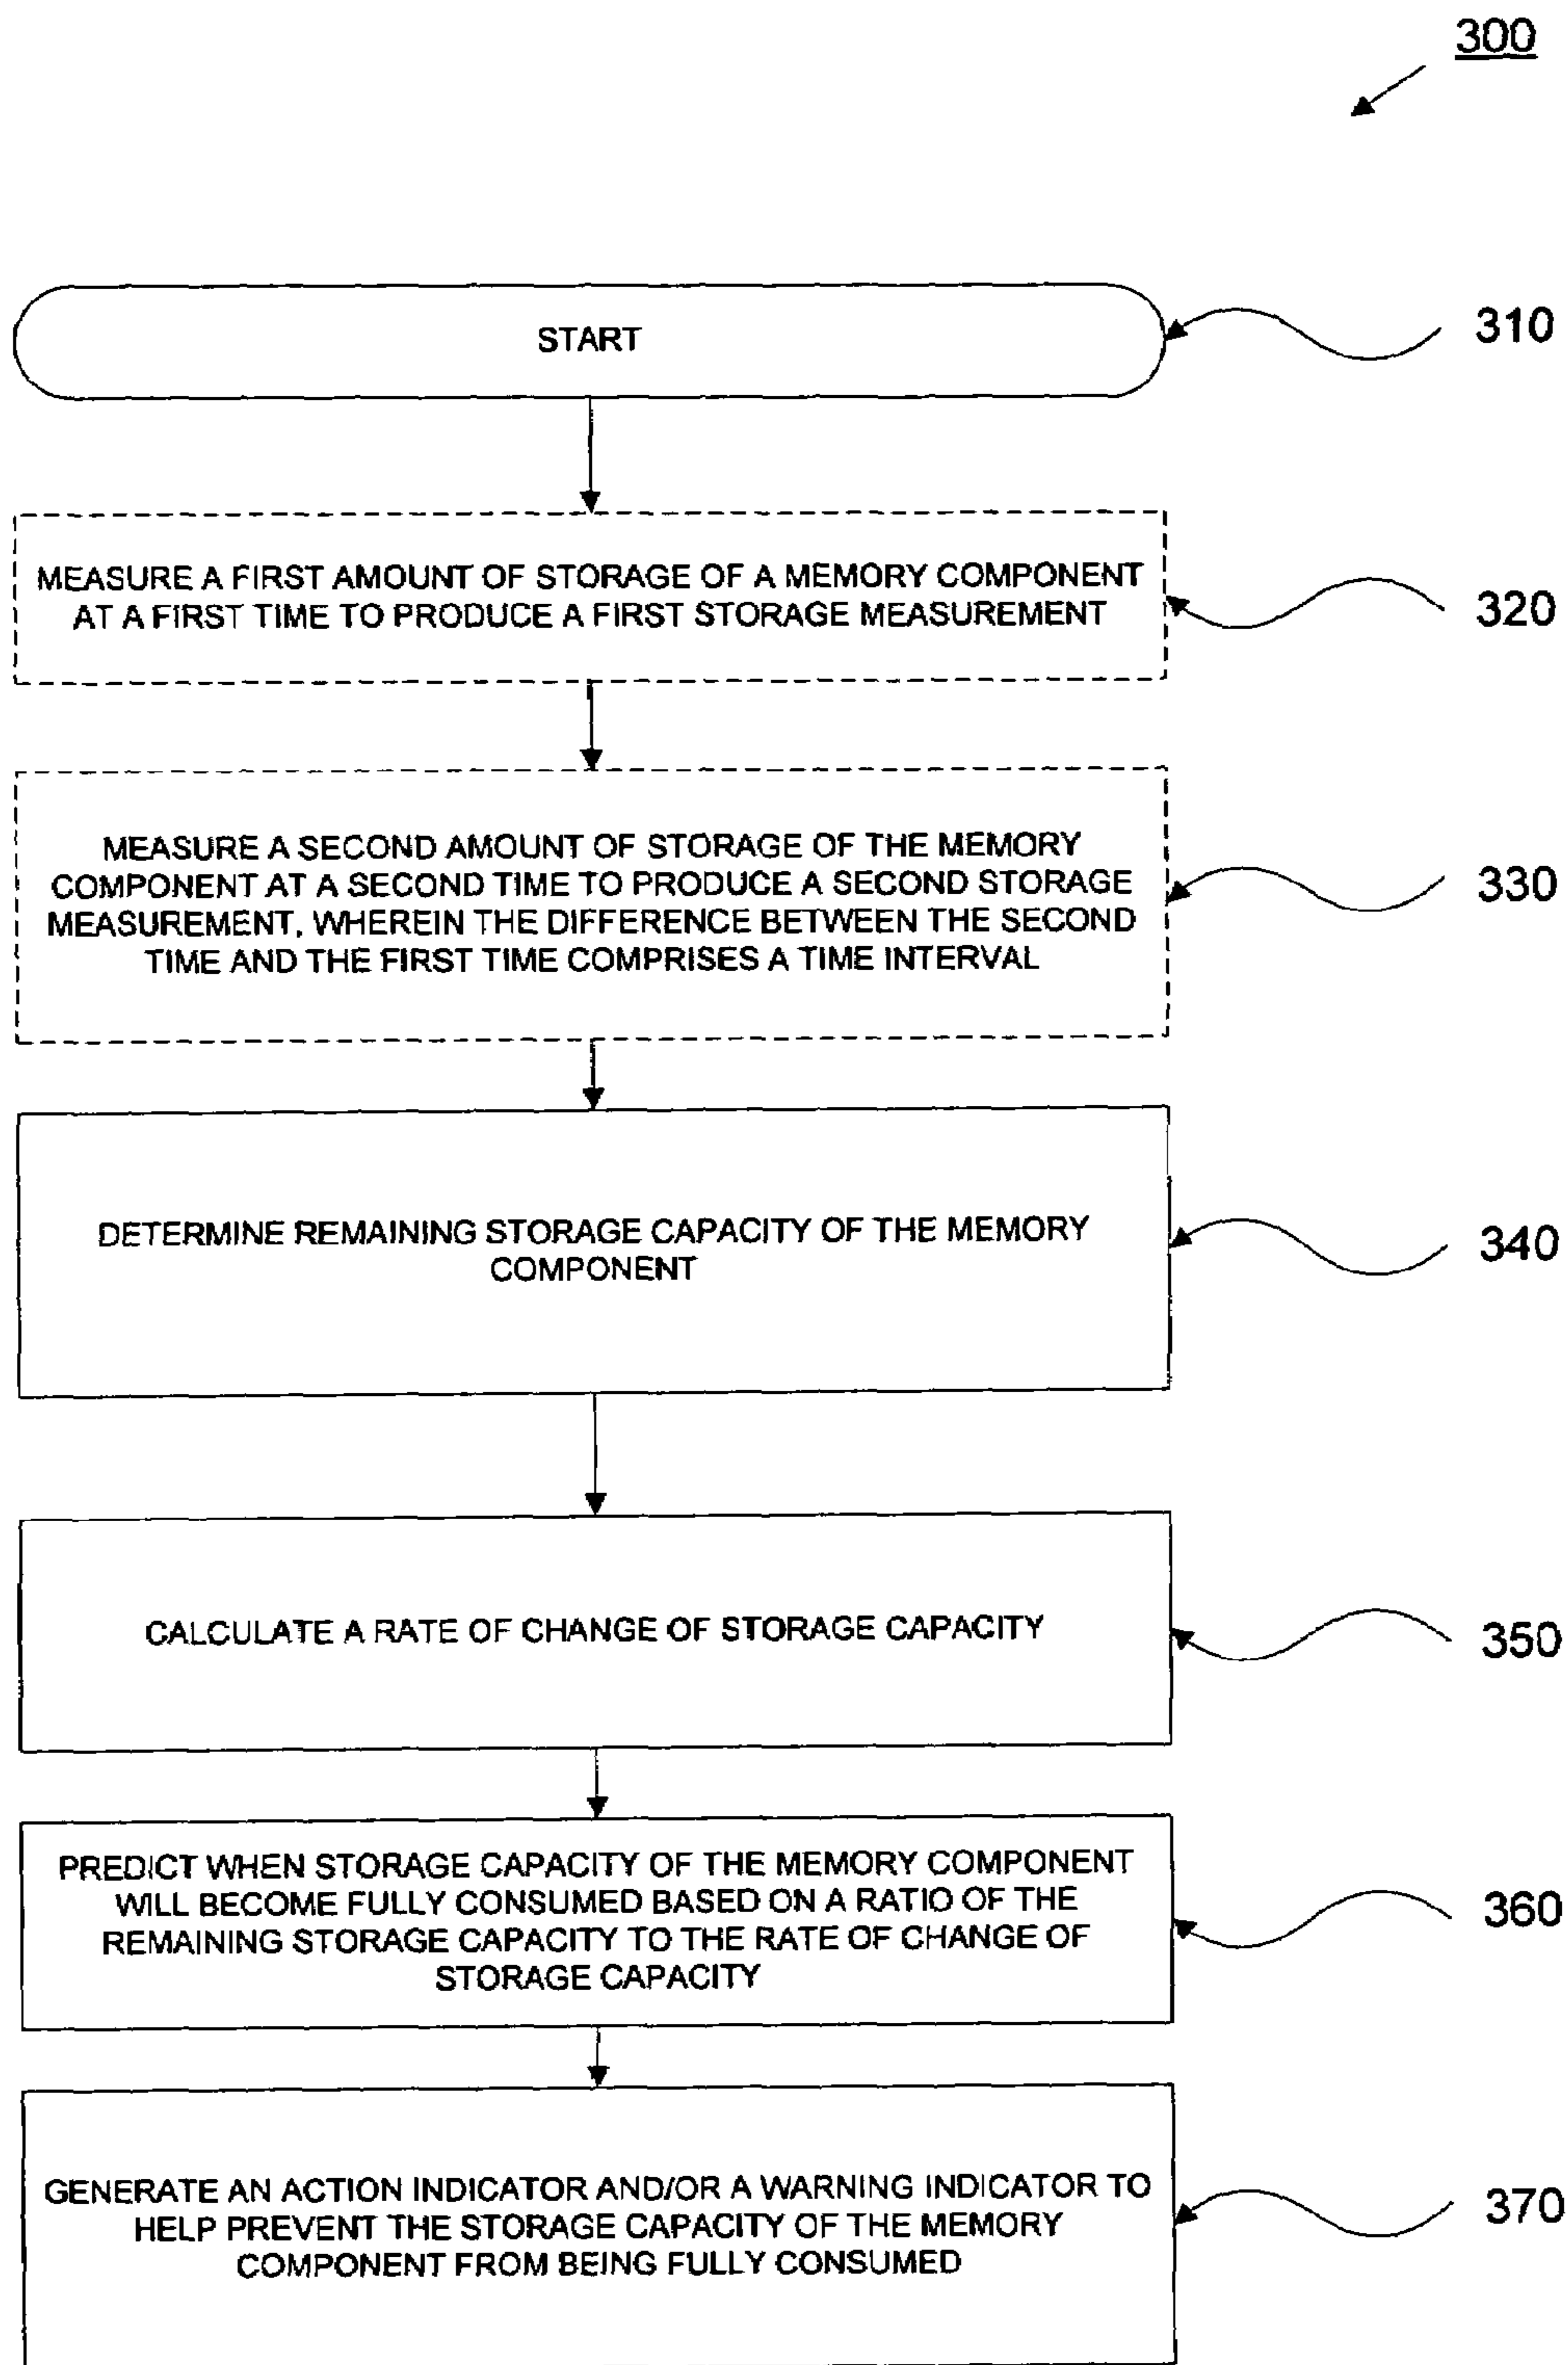 300
START
310
MEASURE A FIRST AMOUNT OF STORAGE OF A MEMORY COMPONENT
AT A FIRST TIME TO PRODUCE A FIRST STORAGE MEASUREMENT
320
MEASURE A SECOND AMOUNT OF STORAGE OF THE MEMORY
COMPONENT AT A SECOND TIME TO PRODUCE A SECOND STORAGE
MEASUREMENT, WHEREIN THE DIFFERENCE BETWEEN THE SECOND
TIME AND THE FIRST TIME COMPRISES A TIME INTERVAL
330
DETERMINE REMAINING STORAGE CAPACITY OF THE MEMORY
COMPONENT
340
CALCULATE A RATE OF CHANGE OF STORAGE CAPACITY
350
PREDICT WHEN STORAGE CAPACITY OF THE MEMORY COMPONENT
WILL BECOME FULLY CONSUMED BASED ON A RATIO OF THE
REMAINING STORAGE CAPACITY TO THE RATE OF CHANGE OF
STORAGE CAPACITY
360
GENERATE AN ACTION INDICATOR AND/OR A WARNING INDICATOR TO
HELP PREVENT THE STORAGE CAPACITY OF THE MEMORY
COMPONENT FROM BEING FULLY CONSUMED
370